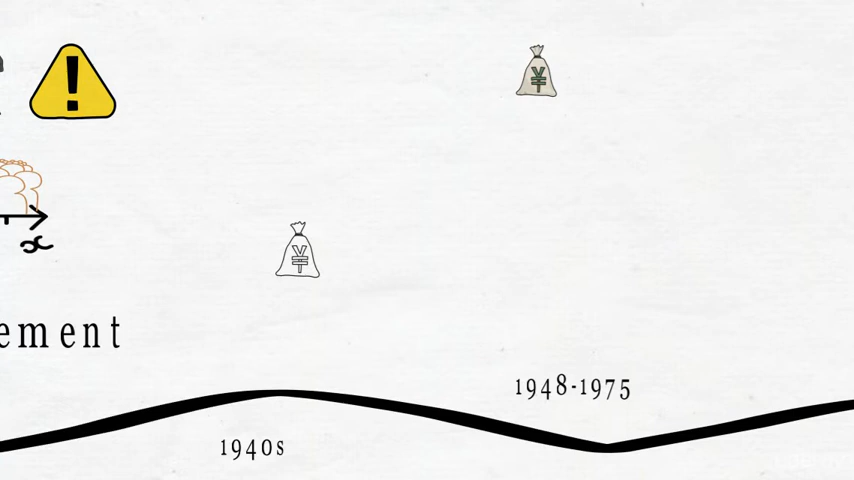 !
¥
¥
x
ement
1948-1975
1940s